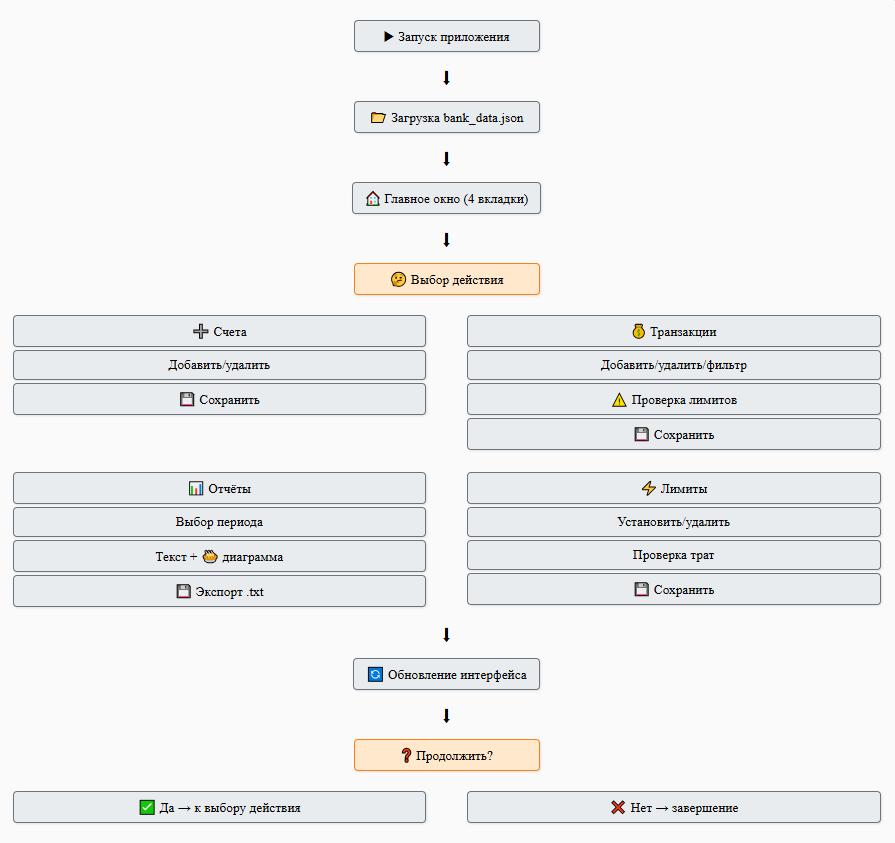 ▶ Запуск приложения
Загрузка bank_data.json
Главное окно (4 вкладки)
Выбор действия
Счета
Добавить/удалить
Сохранить
Транзакции
Добавить/удалить/фильтр
Проверка лимитов
Сохранить
Отчёты
Выбор периода
Текст + диаграмма
Экспорт .txt
Лимиты
Установить/удалить
Проверка трат
Сохранить
Обновление интерфейса
Продолжить?
Да → к выбору действия
Нет → завершение